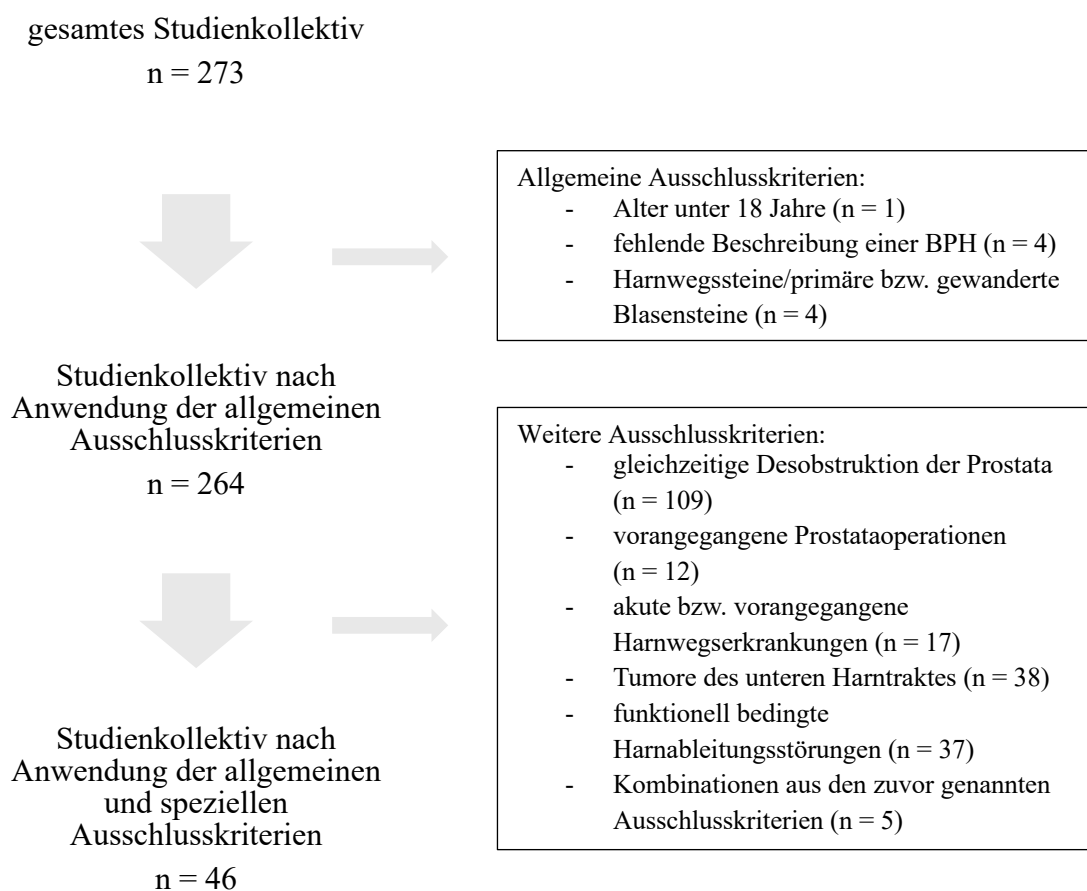 gesamtes Studienkollektiv
n = 273
Allgemeine Ausschlusskriterien:
- Alter unter 18 Jahre (n = 1)
- fehlende Beschreibung einer BPH (n = 4)
- Harnwegssteine/primäre bzw. gewanderte
Blasensteine (n = 4)
Studienkollektiv nach
Anwendung der allgemeinen
Ausschlusskriterien
n = 264
Weitere Ausschlusskriterien:
- gleichzeitige Desobstruktion der Prostata
(n = 109)
- vorangegangene Prostataoperationen
(n = 12)
- akute bzw. vorangegangene
Harnwegserkrankungen (n = 17)
- Tumore des unteren Harntraktes (n = 38)
- funktionell bedingte
Harnableitungsstörungen (n = 37)
- Kombinationen aus den zuvor genannten
Ausschlusskriterien (n = 5)
Studienkollektiv nach
Anwendung der allgemeinen
und speziellen
Ausschlusskriterien
n = 46